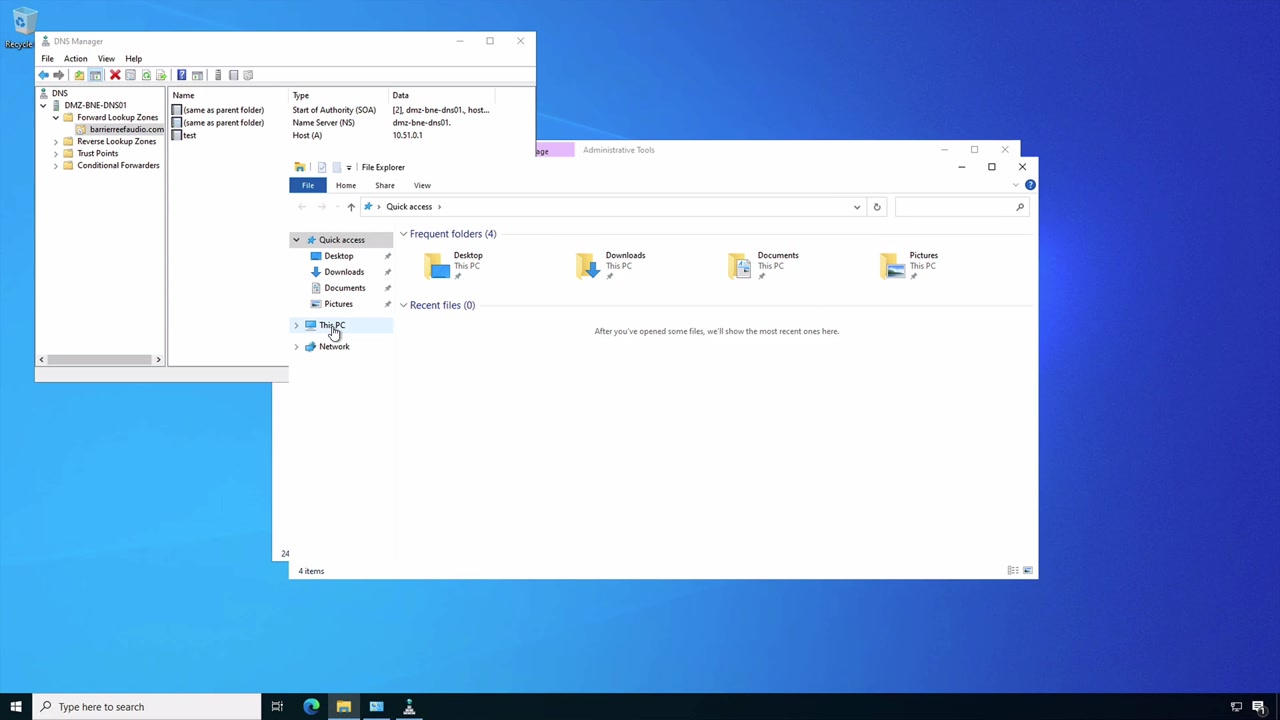 Recycle
DNS Manager
File Action View Help
DNS
DMZ-BNE-DNS01
Forward Lookup Zones
barrierreefaudio.com
Reverse Lookup Zones
Trust Points
Conditional Forwarders
Name Type Data
(same as parent folder) Start of Authority (SOA) [2], dmz-bne-dns01., host...
(same as parent folder) Name Server (NS) dmz-bne-dns01.
test Host (A) 10.51.0.1
age Administrative Tools
File Explorer
File Home Share View
Quick access
Quick access
Desktop
Downloads
Documents
Pictures
This PC
Network
Frequent folders (4)
Desktop
This PC
Downloads
This PC
Documents
This PC
Pictures
This PC
Recent files (0)
After you've opened some files, we'll show the most recent ones here.
24
4 items
Type here to search
1